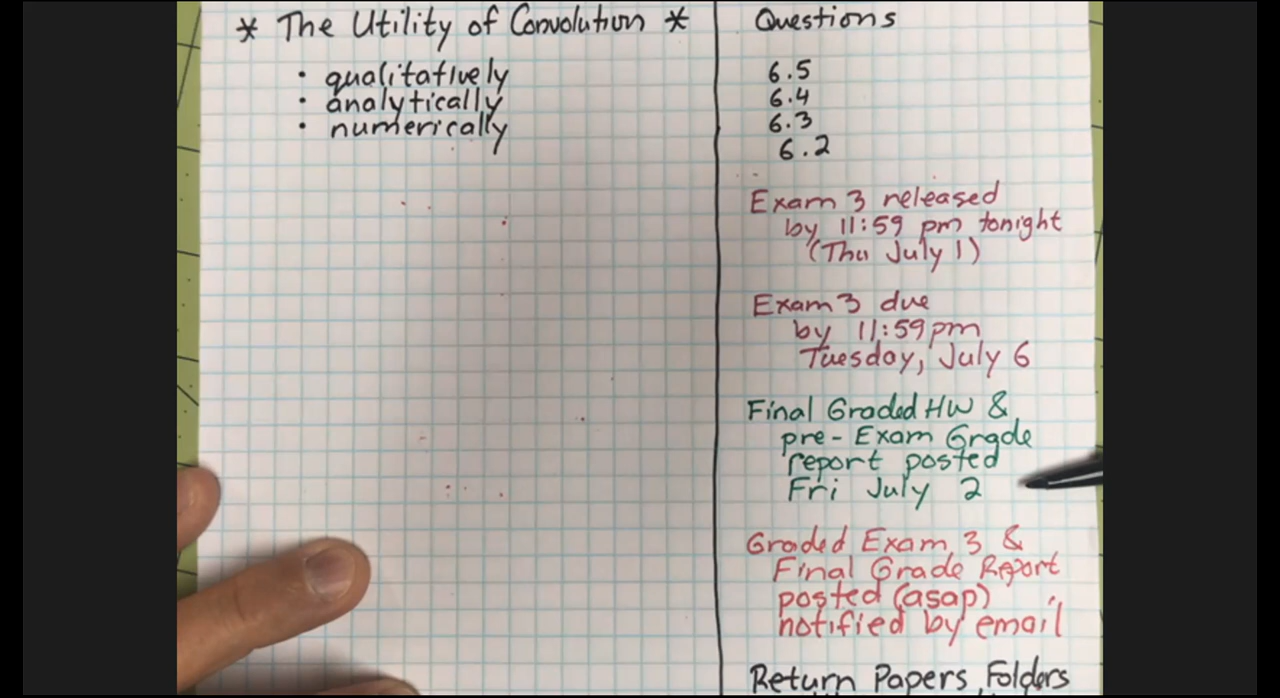 * The Utility of Convolution *
• qualitatively
• analytically
• numerically
Questions
6.5
6.4
6.3
6.2
Exam 3 released
by 11:59 pm tonight
(Thu July 1)
Exam 3 due
by 11:59pm
Tuesday, July 6
Final Graded HW &
pre-Exam Grade
report posted
Fri July 2
Graded Exam 3 &
Final Grade Report
posted (asap)
notified by email
Return Papers Folders